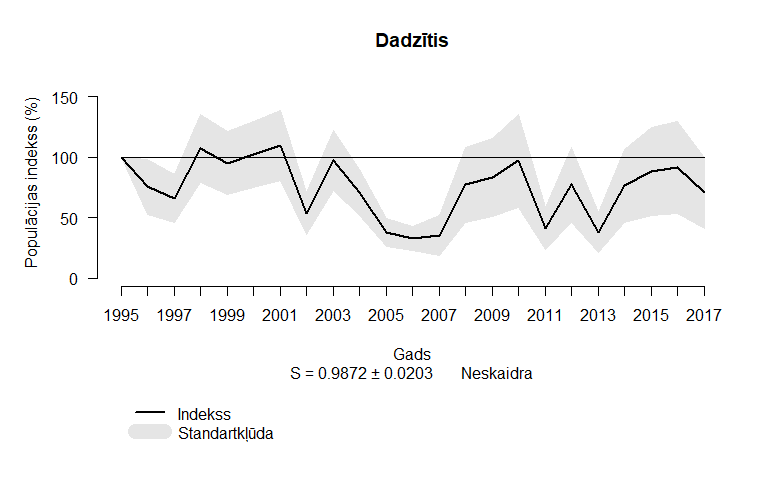 Dadzītis
Populācijas indekss (%)
150
100
50
0
1995 1997 1999 2001 2003 2005 2007 2009 2011 2013 2015 2017
Gads
S = 0.9872 ± 0.0203 Neskaidra
Indekss
Standartkļūda